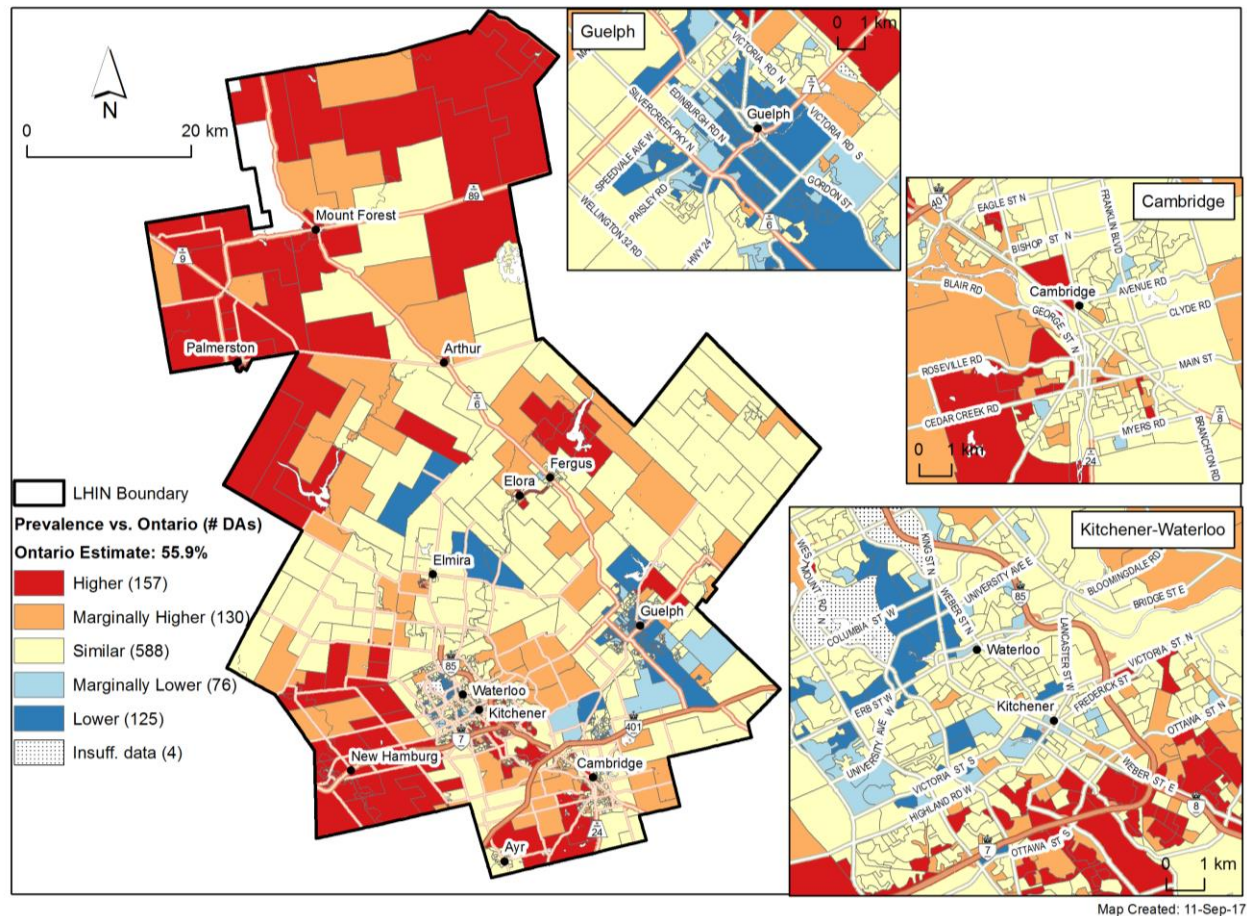 N
0 20 km
89
Mount Forest
9
Palmerston
Arthur
6
Fergus
Elora
Elmira
Guelph
85
Waterloo
Kitchener
7
401
New Hamburg
Cambridge
24
Ayr
LHIN Boundary
Prevalence vs. Ontario (# DAs)
Ontario Estimate: 55.9%
Higher (157)
Marginally Higher (130)
Similar (588)
Marginally Lower (76)
Lower (125)
Insuff. data (4)
Guelph
0 1 km
VICTORIA RD N
7
SILVERCREEK PKY N
EDINBURGH RD N
Guelph
VICTORIA RD S
SPEEDVALE AVE W
GORDON ST
PAISLEY RD
WELLINGTON 32 RD
HWY 24
6
Cambridge
401
EAGLE ST N
FRANKLIN BLVD
BISHOP ST N
BLAIR RD
Cambridge
AVENUE RD
GEORGE ST N
CLYDE RD
ROSEVILLE RD
MAIN ST
CEDAR CREEK RD
MYERS RD
8
BRANCHTON RD
0 1 km
24
Kitchener-Waterloo
WESTMOUNT RD N
KING ST N
UNIVERSITY AVE E
BLOOMINGDALE RD
85
BRIDGE ST E
WEBER ST N
COLUMBIA ST W
LANCASTER ST W
Waterloo
VICTORIA ST N
ERB ST W
FREDERICK ST
Kitchener
OTTAWA ST N
UNIVERSITY AVE W
VICTORIA ST S
WEBER ST E
HIGHLAND RD W
8
7
OTTAWA ST S
0 1 km
Map Created: 11-Sep-17